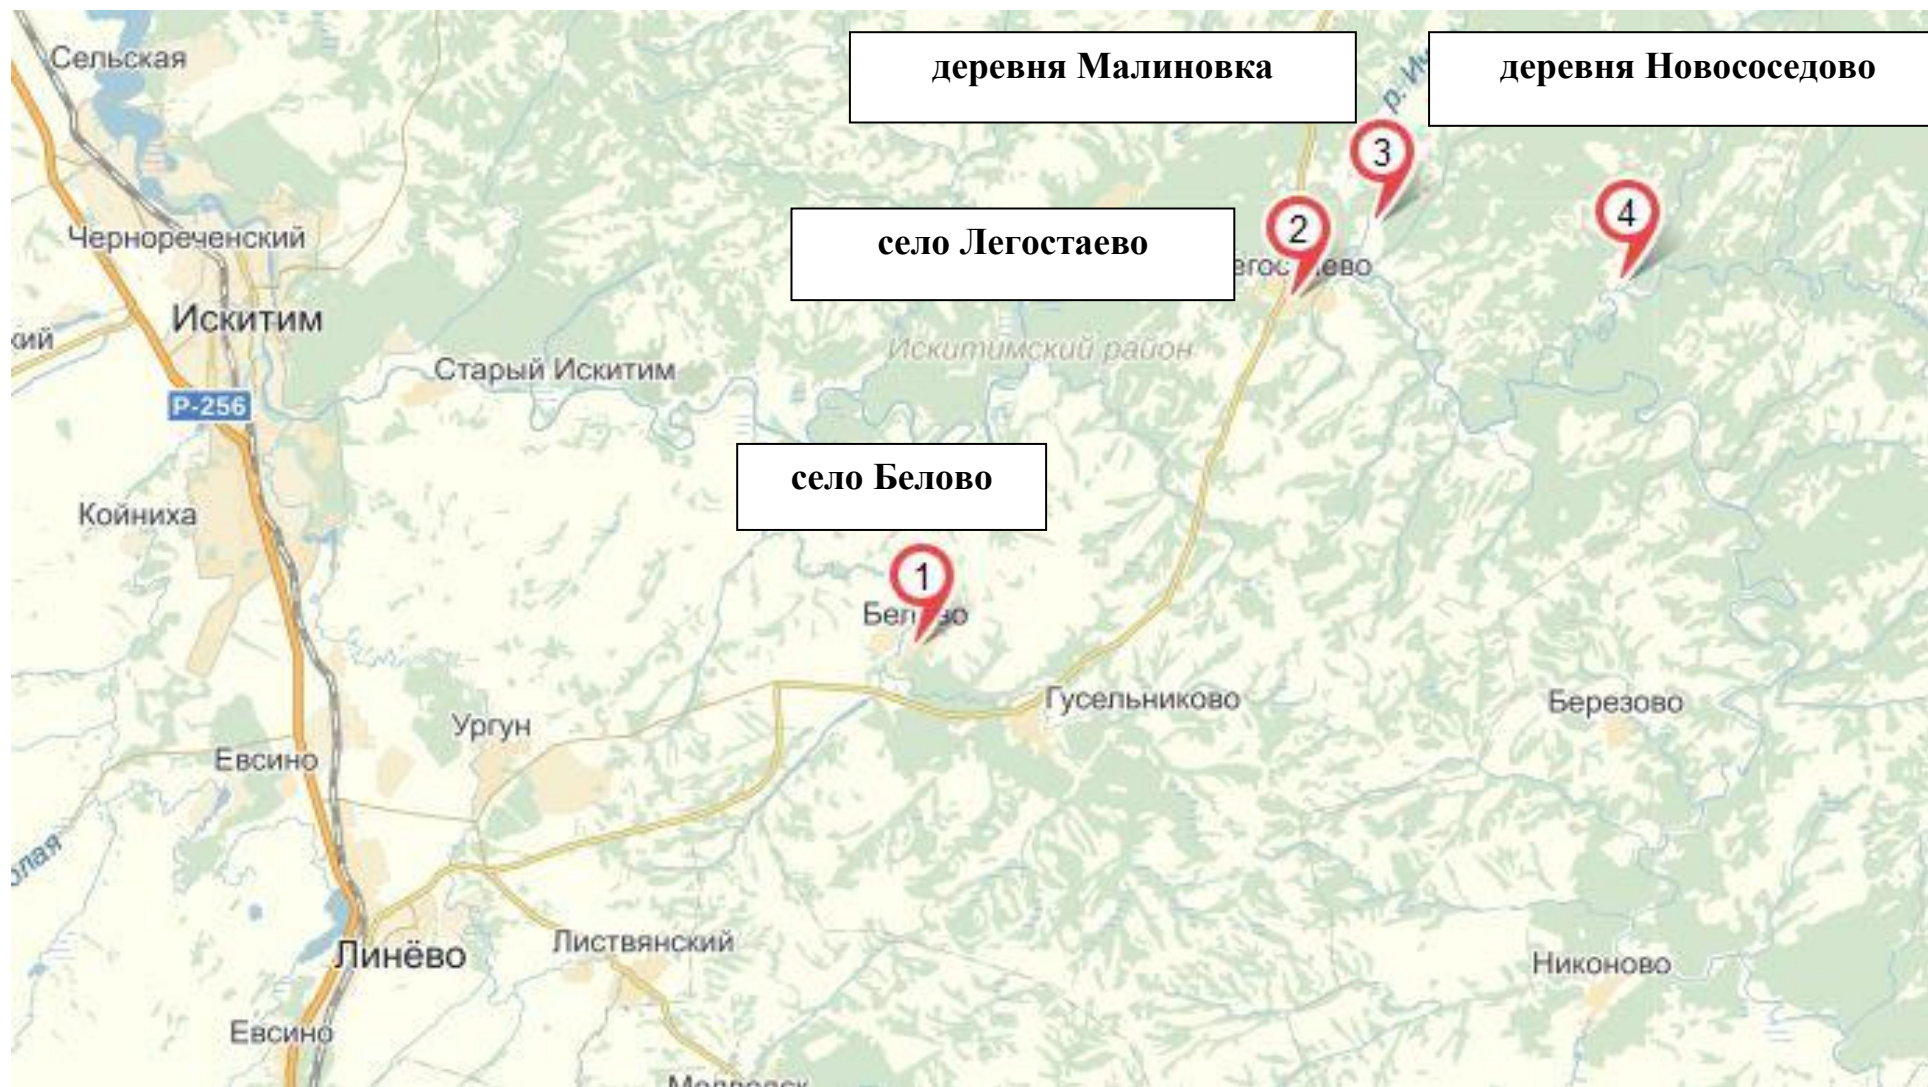 Сельская
деревня Малиновка
деревня Новососедово
р. И
3
4
2
Чернореченский
село Легостаево
Искитим
кий
Искитимский район
Старый Искитим
Р-256
село Белово
Койниха
1
Гусельниково
Березово
Ургун
Евсино
Линёво
Листвянский
Никоново
Евсино